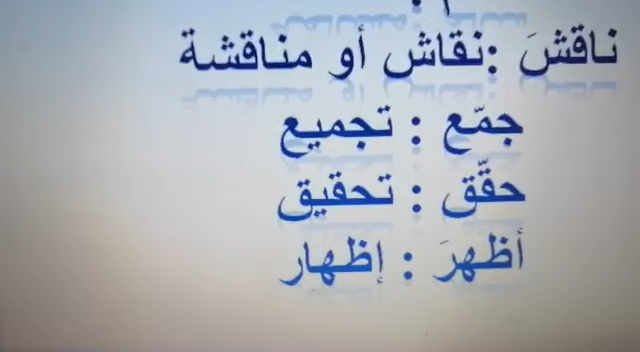 ناقشَ :نقاش أو مناقشة
جمّع : تجميع
حقّق : تحقيق
أظهرَ : إظهار